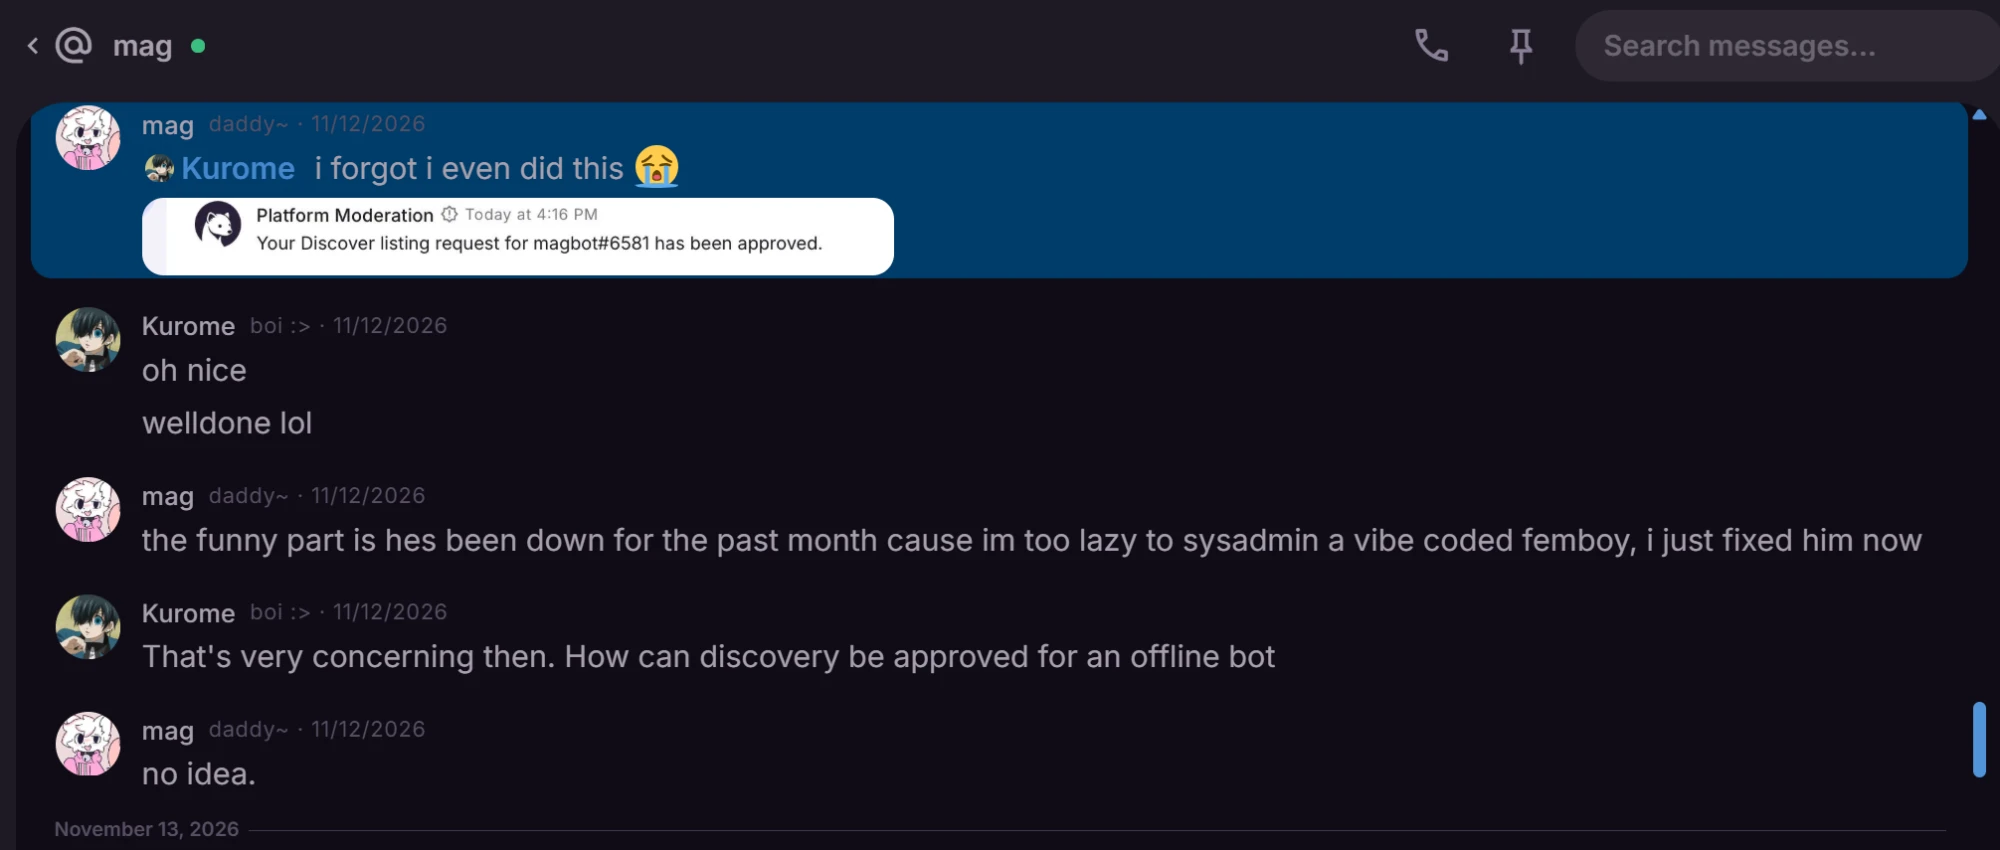 mag
Search messages...
mag daddy~ · 11/12/2026
Kurome i forgot i even did this 😭
Platform Moderation Today at 4:16 PM
Your Discover listing request for magbot#6581 has been approved.
Kurome boi :> · 11/12/2026
oh nice
welldone lol
mag daddy~ · 11/12/2026
the funny part is hes been down for the past month cause im too lazy to sysadmin a vibe coded femboy, i just fixed him now
Kurome boi :> · 11/12/2026
That's very concerning then. How can discovery be approved for an offline bot
mag daddy~ · 11/12/2026
no idea.
November 13, 2026